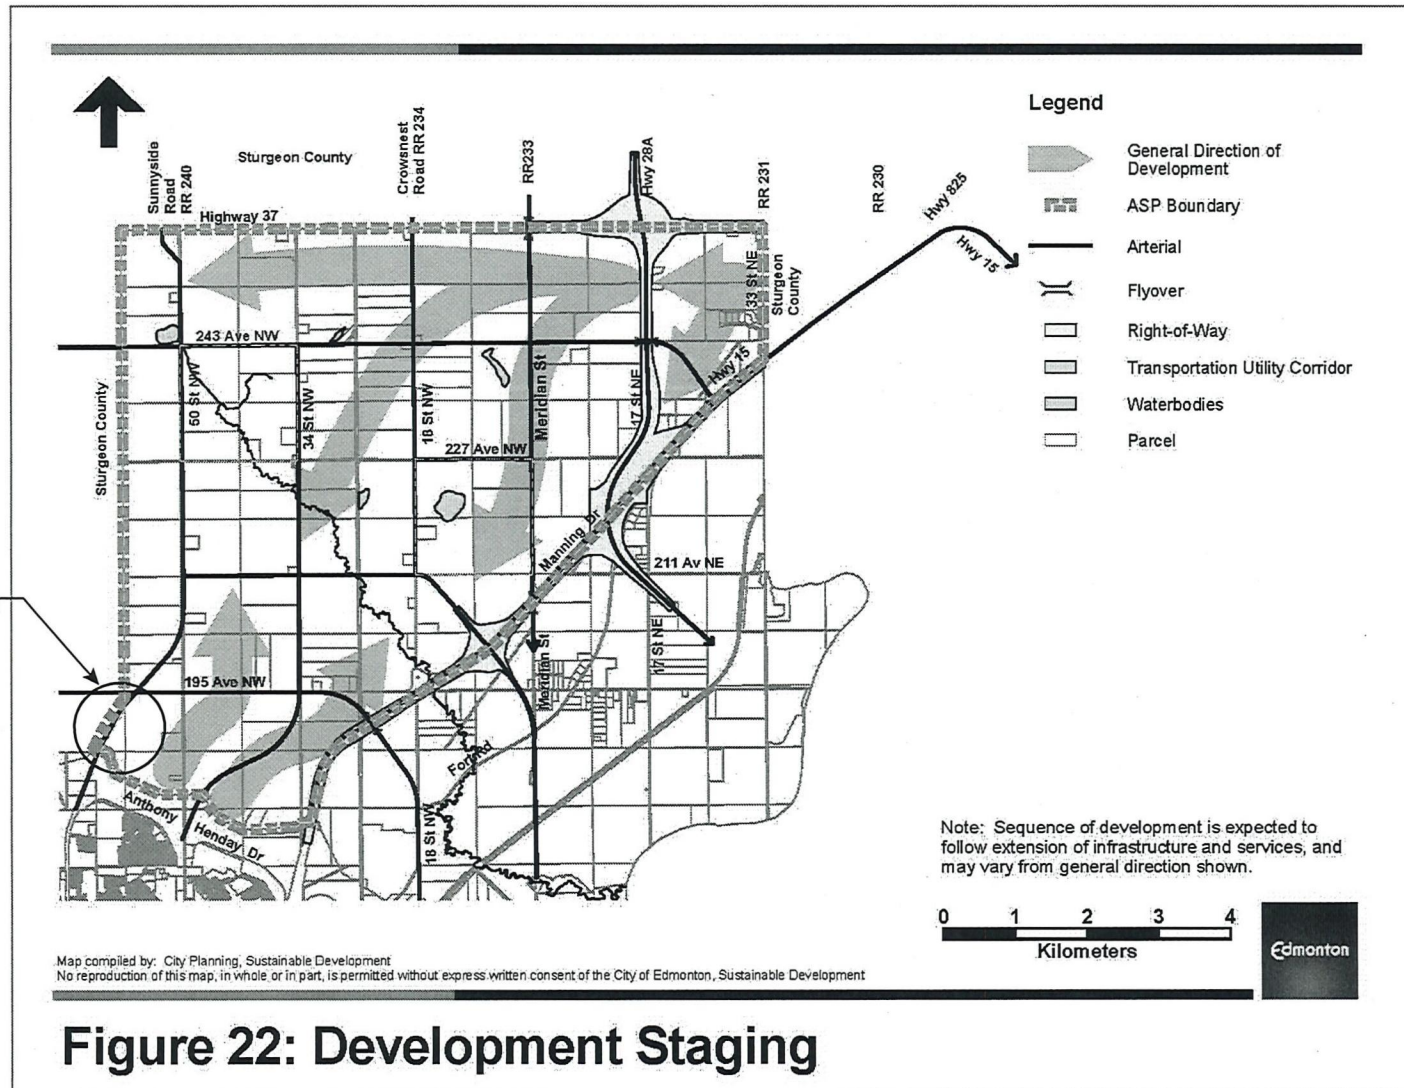 Legend
General Direction of
Development
ASP Boundary
Arterial
Flyover
Right-of-Way
Transportation Utility Corridor
Waterbodies
Parcel
Sturgeon County
Sunnyside
Road
RR 240
Crowsnest
Road RR 234
RR233
Hwy 28A
RR 231
RR 230
Hwy 825
Hwy 15
Highway 37
33 St NE
Sturgeon
County
243 Ave NW
Hwy 15
Sturgeon County
50 St NW
34 St NW
18 St NW
Meridian St
17 St NE
227 Ave NW
Manning Dr
211 Av NE
17 St NE
Meridian St
195 Ave NW
Fort Rd
Anthony
Henday Dr
18 St NW
Note: Sequence of development is expected to
follow extension of infrastructure and services, and
may vary from general direction shown.
0 1 2 3 4
Kilometers
Edmonton
Map compiled by: City Planning, Sustainable Development
No reproduction of this map, in whole or in part, is permitted without express written consent of the City of Edmonton, Sustainable Development
Figure 22: Development Staging